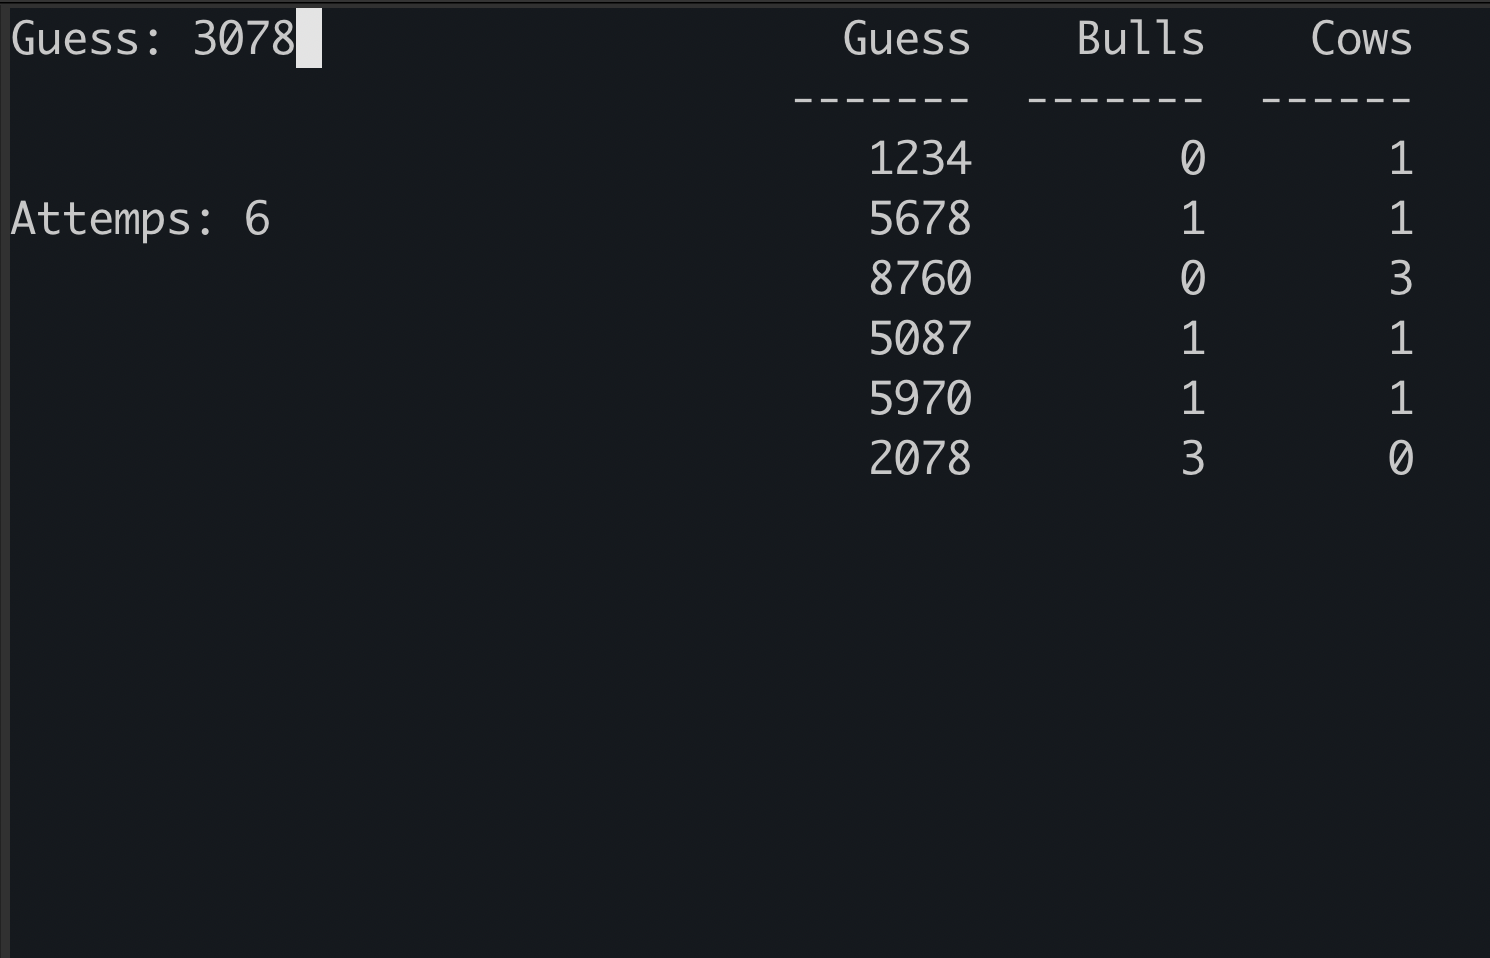 Guess: 3078 Guess Bulls Cows
------- ------- ------
1234 0 1
Attemps: 6 5678 1 1
8760 0 3
5087 1 1
5970 1 1
2078 3 0